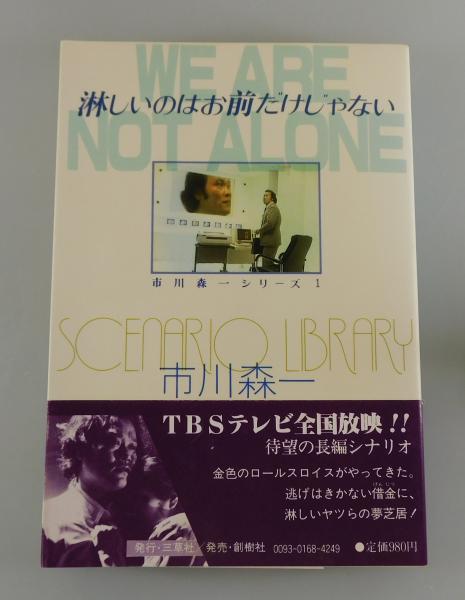 WE ARE
淋しいのはお前だけじゃない
NOT ALONE
市川森一シリーズ 1
SCENARIO LIBRARY
市川森一
TBSテレビ全国放映!!
待望の長編シナリオ
金色のロールスロイスがやってきた。
逃げはきかない借金に、
げんじつ
淋しいヤツらの夢芝居!
発行・三草社/発売・創樹社 0093-0168-4249 ●定価980円